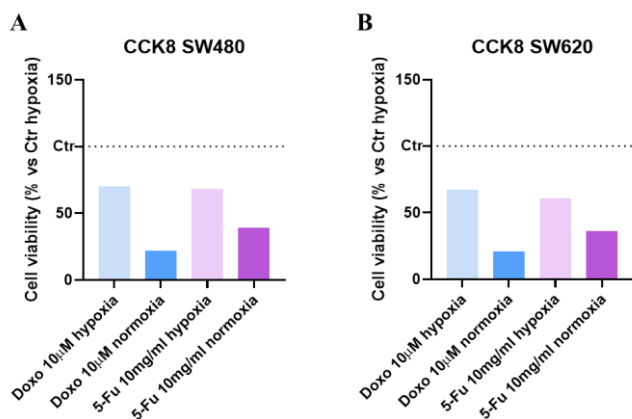 A
CCK8 SW480
Cell viability (% vs Ctr hypoxia)
150
Ctr
50
0
Doxo 10μM hypoxia
Doxo 10μM normoxia
5-Fu 10mg/ml hypoxia
5-Fu 10mg/ml normoxia
B
CCK8 SW620
Cell viability (% vs Ctr hypoxia)
150
Ctr
50
0
Doxo 10μM hypoxia
Doxo 10μM normoxia
5-Fu 10mg/ml hypoxia
5-Fu 10mg/ml normoxia